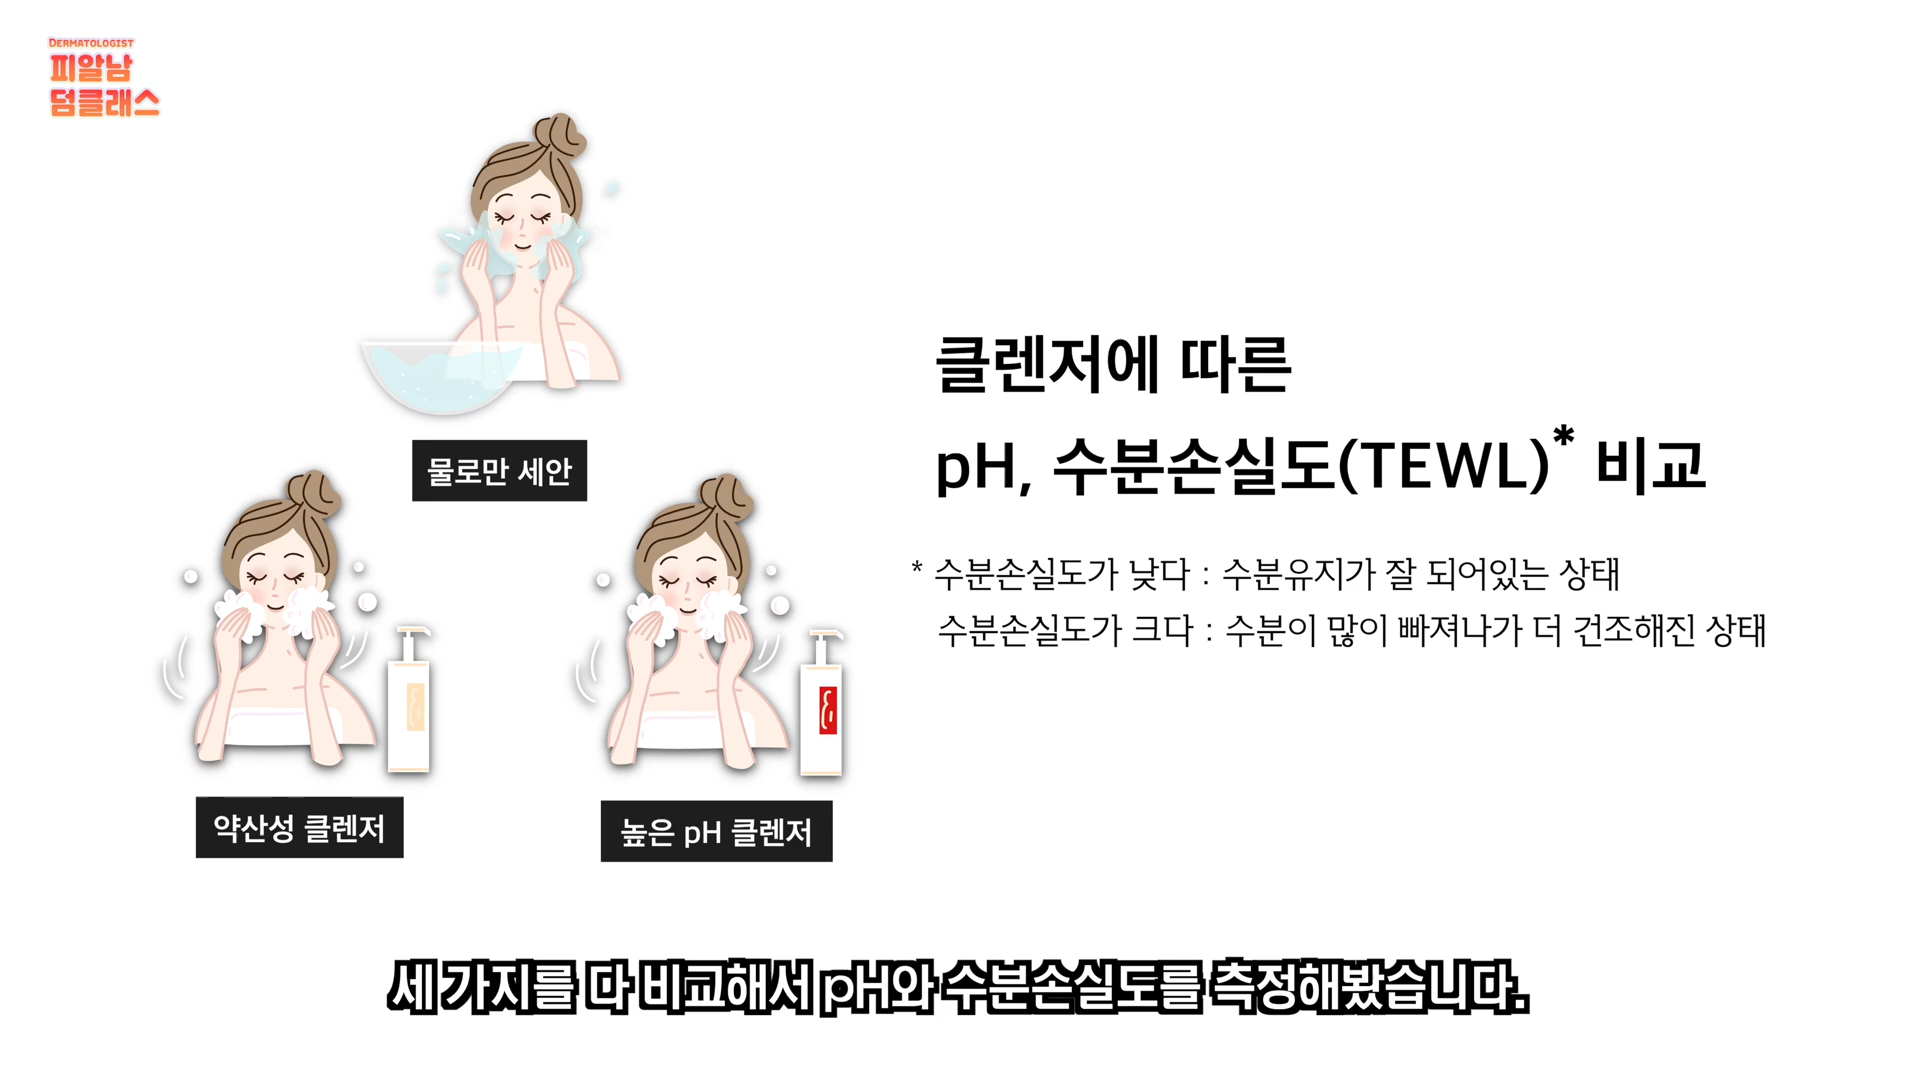 DERMATOLOGIST
피알남
덤클래스
물로만 세안
클렌저에 따른
pH, 수분손실도(TEWL)* 비교
* 수분손실도가 낮다 : 수분유지가 잘 되어있는 상태
수분손실도가 크다 : 수분이 많이 빠져나가 더 건조해진 상태
약산성 클렌저
높은 pH 클렌저
세 가지를 다 비교해서 pH와 수분손실도를 측정해봤습니다.